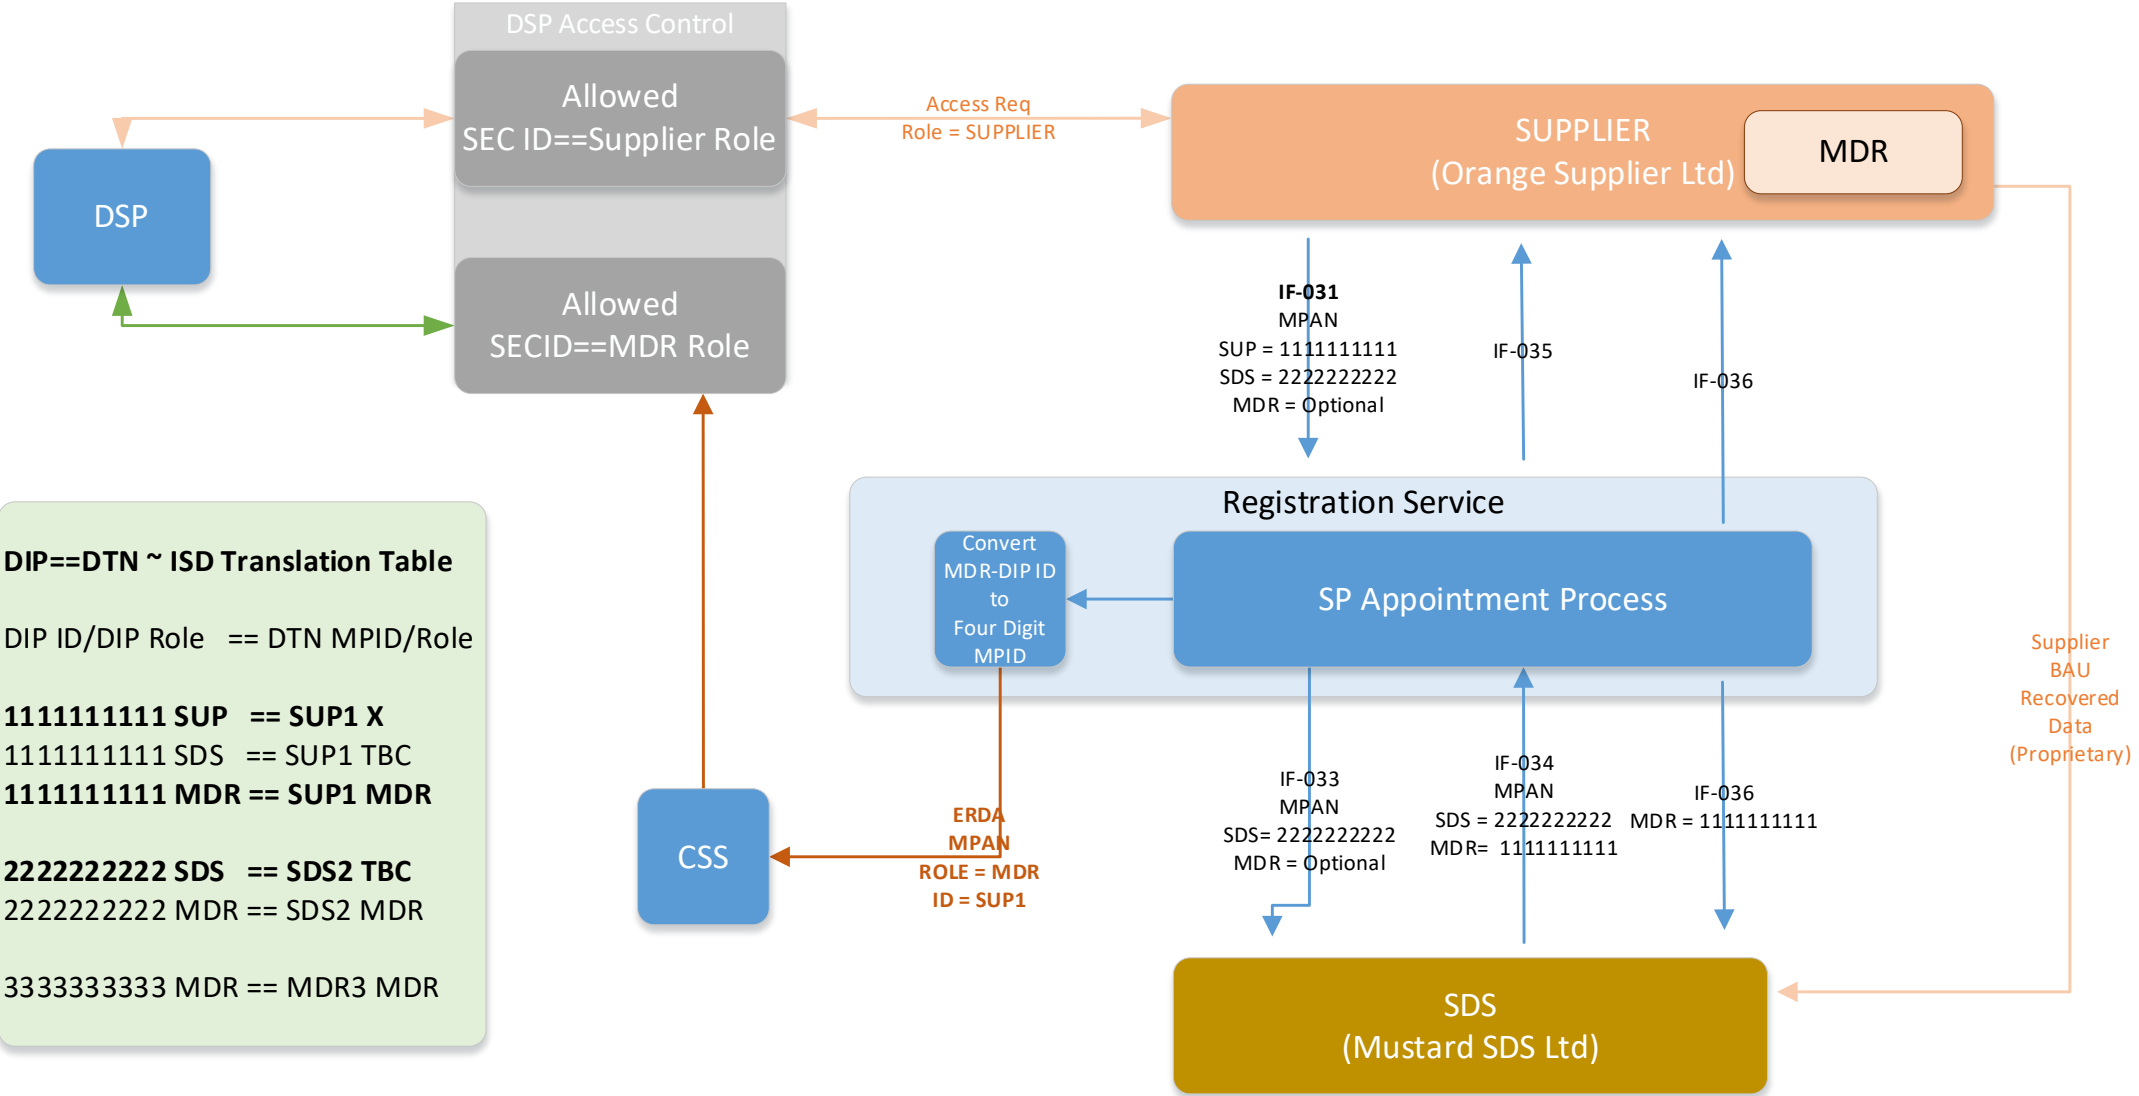 DSP Access Control
Allowed
SEC ID==Supplier Role
Access Req
Role = SUPPLIER
SUPPLIER
(Orange Supplier Ltd)
MDR
DSP
Allowed
SECID==MDR Role
IF-031
MPAN
SUP = 1111111111
SDS = 2222222222
MDR = Optional
IF-035
IF-036
Registration Service
Convert
MDR-DIP ID
to
Four Digit
MPID
SP Appointment Process
DIP==DTN ~ ISD Translation Table
DIP ID/DIP Role == DTN MPID/Role
1111111111 SUP == SUP1 X
1111111111 SDS == SUP1 TBC
1111111111 MDR == SUP1 MDR
2222222222 SDS == SDS2 TBC
2222222222 MDR == SDS2 MDR
3333333333 MDR == MDR3 MDR
Supplier
BAU
Recovered
Data
(Proprietary)
CSS
ERDA
MPAN
ROLE = MDR
ID = SUP1
IF-033
MPAN
SDS= 2222222222
MDR = Optional
IF-034
MPAN
SDS = 2222222222
MDR= 1111111111
IF-036
MDR = 1111111111
SDS
(Mustard SDS Ltd)